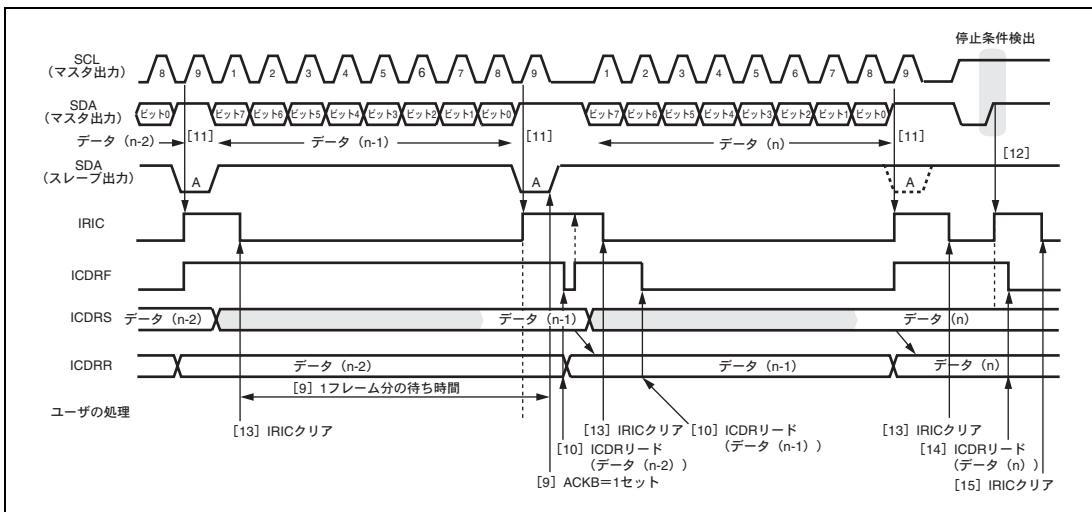 停止条件検出
SCL
（マスタ出力）
8 9 1 2 3 4 5 6 7 8 9 1 2 3 4 5 6 7 8 9
SDA
（マスタ出力）
ビット0 ビット7 ビット6 ビット5 ビット4 ビット3 ビット2 ビット1 ビット0 ビット7 ビット6 ビット5 ビット4 ビット3 ビット2 ビット1 ビット0
データ（n-2） [11] データ（n-1） [11] データ（n） [11] [12]
SDA
（スレーブ出力）
A A A
IRIC
ICDRF
ICDRS データ（n-2） データ（n-1） データ（n）
ICDRR データ（n-2） データ（n-1） データ（n）
[9] 1フレーム分の待ち時間
ユーザの処理
[13] IRICクリア [13] IRICクリア [10] ICDRリード
（データ（n-1））
[13] IRICクリア
[10] ICDRリード
（データ（n-2））
[14] ICDRリード
（データ（n））
[9] ACKB＝1セット
[15] IRICクリア